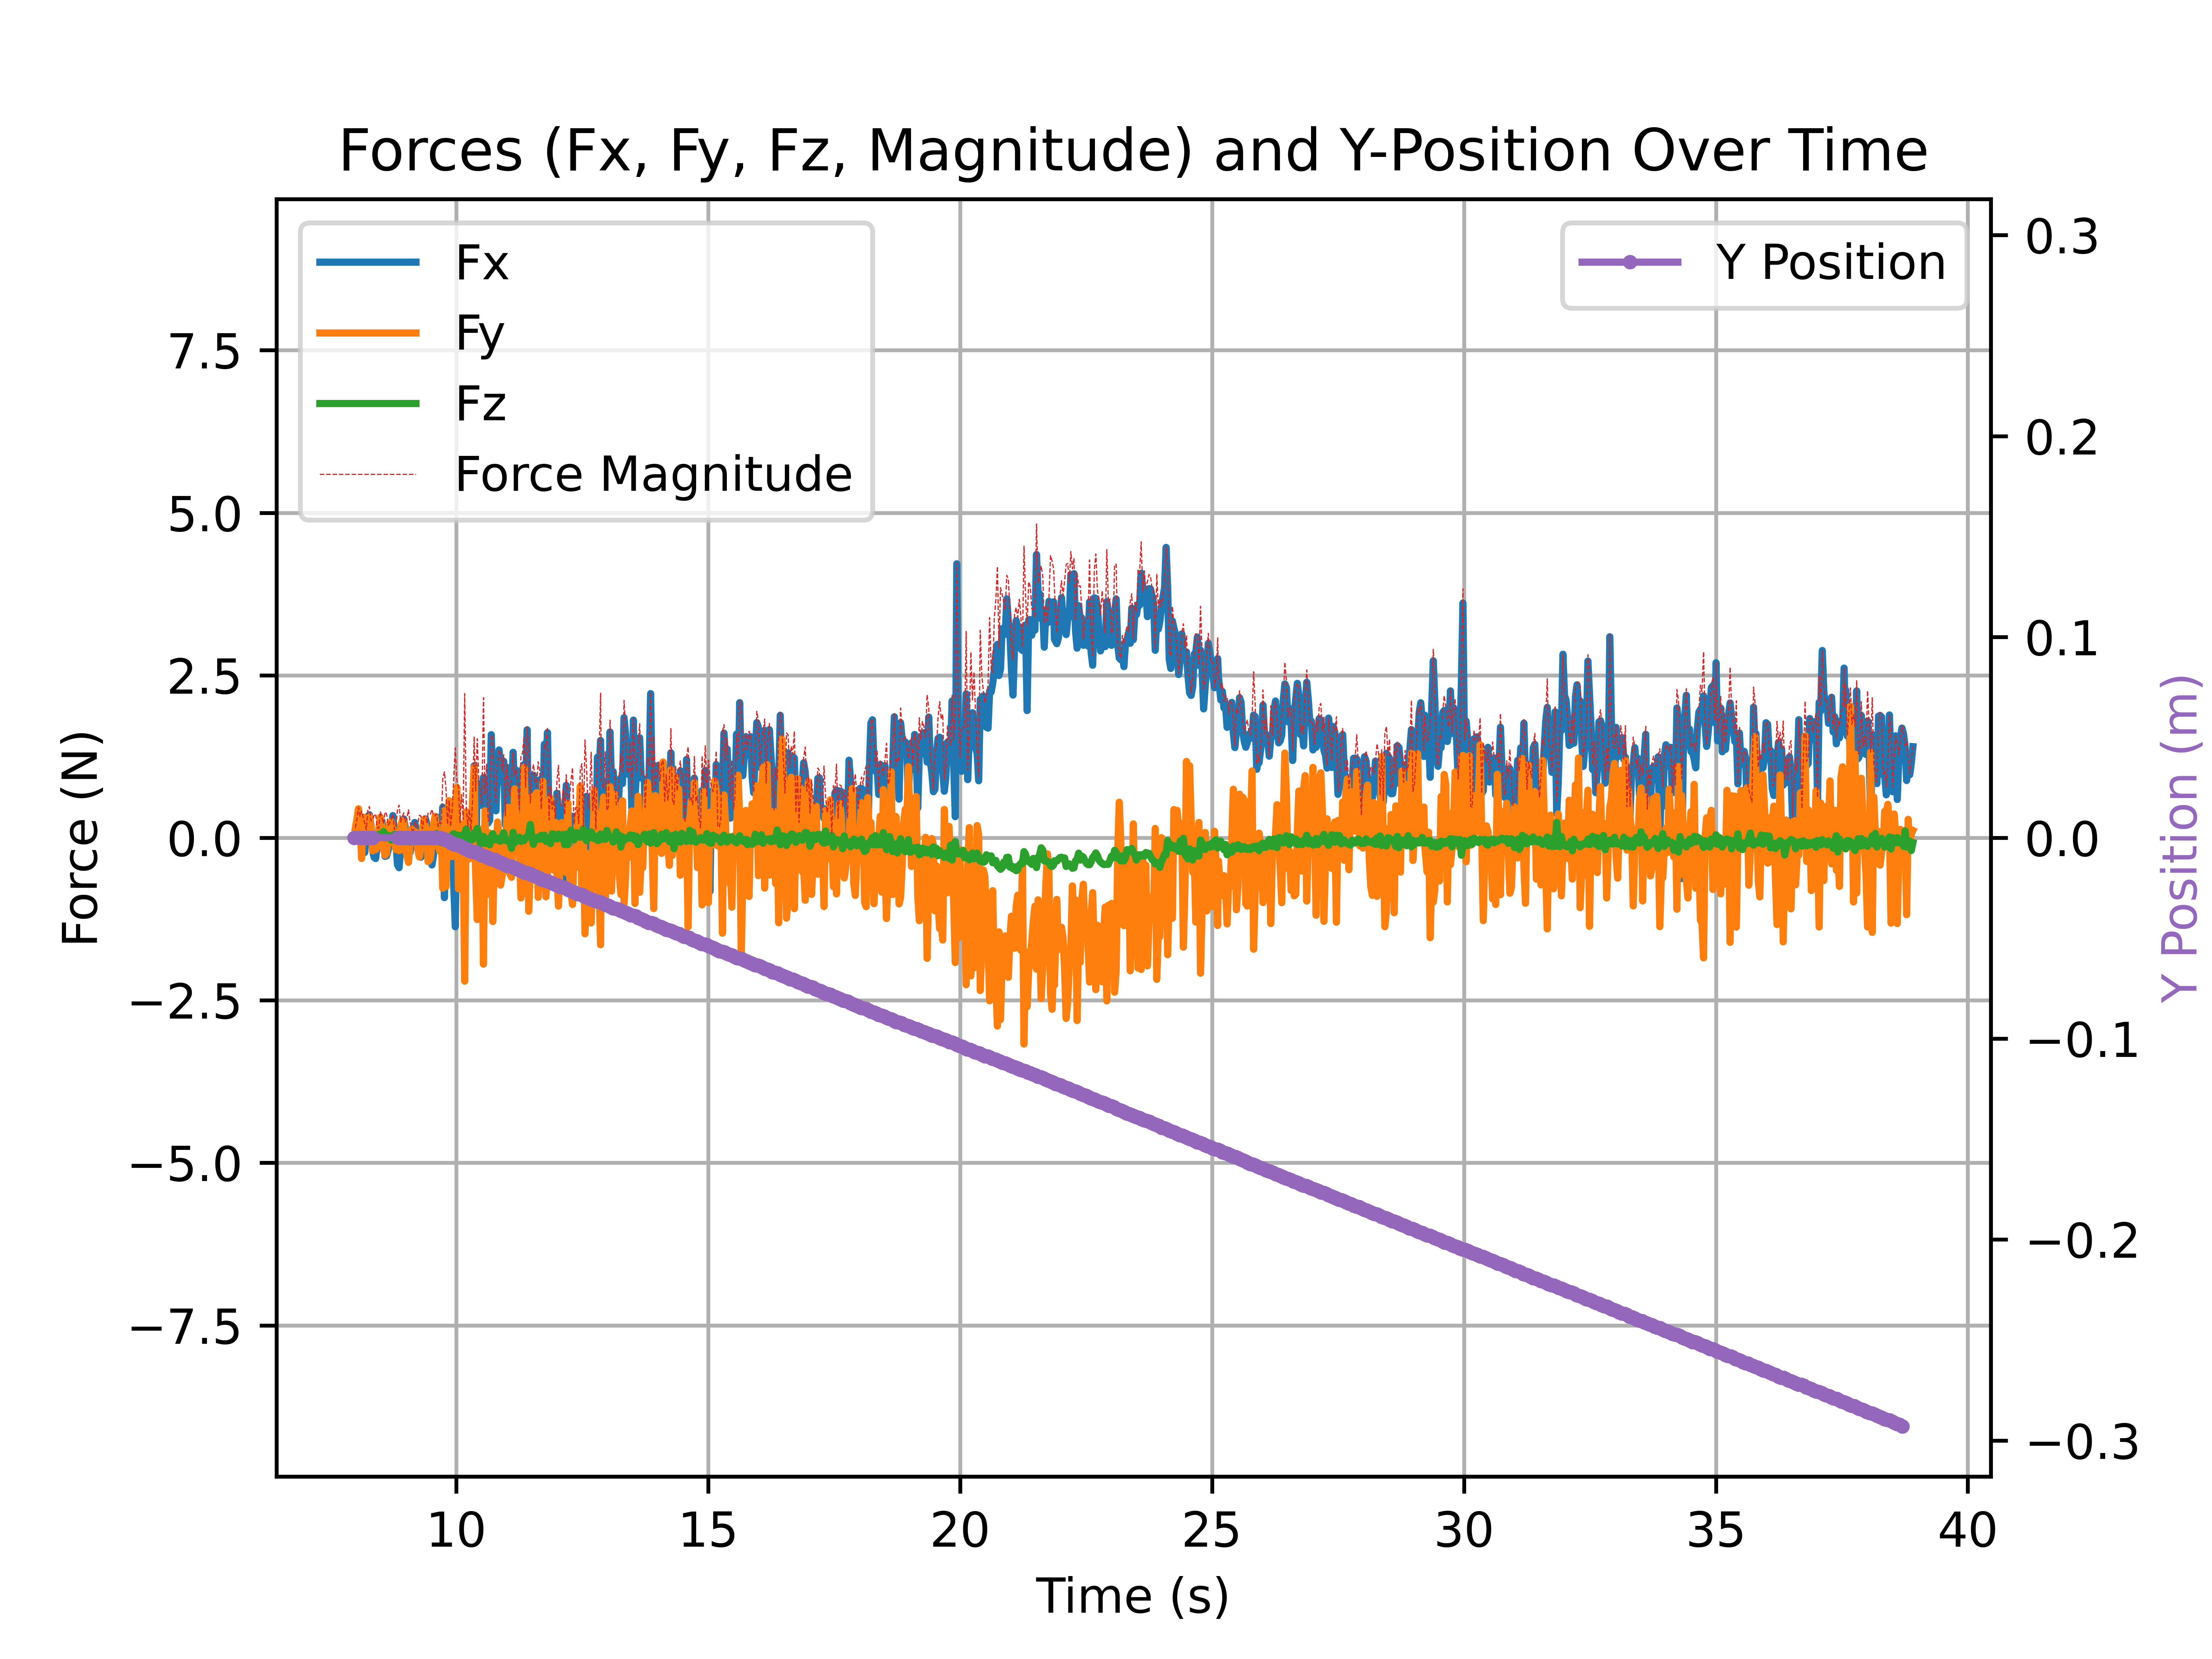 Forces (Fx, Fy, Fz, Magnitude) and Y-Position Over Time
Fx
Fy
Fz
Force Magnitude
Y Position
7.5
5.0
2.5
0.0
−2.5
−5.0
−7.5
Force (N)
0.3
0.2
0.1
0.0
−0.1
−0.2
−0.3
Y Position (m)
10
15
20
25
30
35
40
Time (s)